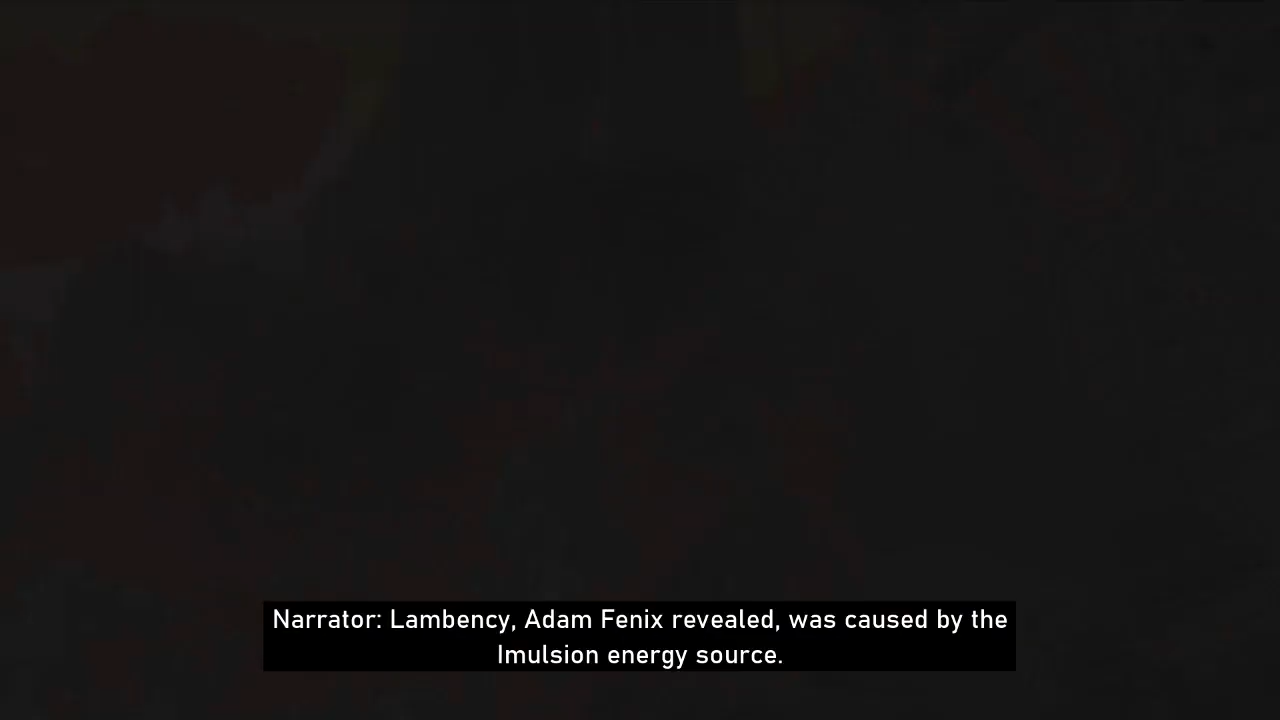 Narrator: Lambency, Adam Fenix revealed, was caused by the
Imulsion energy source.